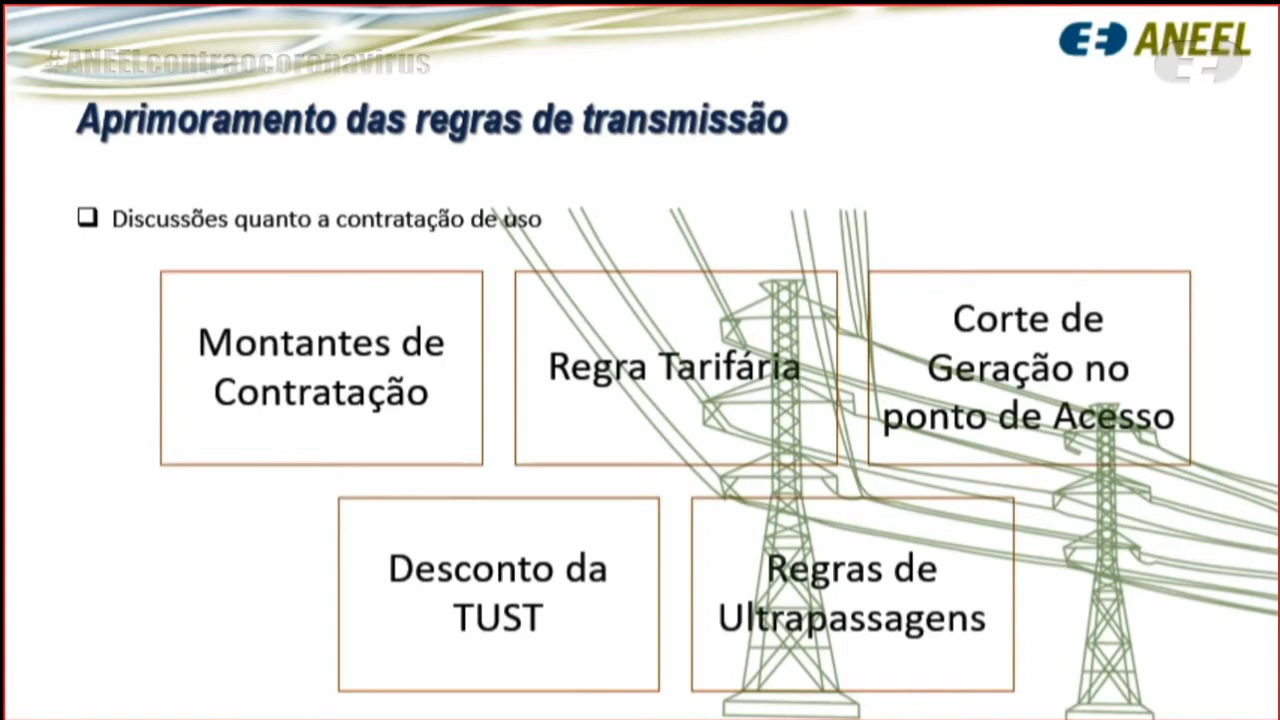 ANEEL
#ANEELcontraocoronavirus
Aprimoramento das regras de transmissão
Discussões quanto a contratação de uso
Montantes de
Contratação
Regra Tarifária
Corte de
Geração no
ponto de Acesso
Desconto da
TUST
Regras de
Ultrapassagens